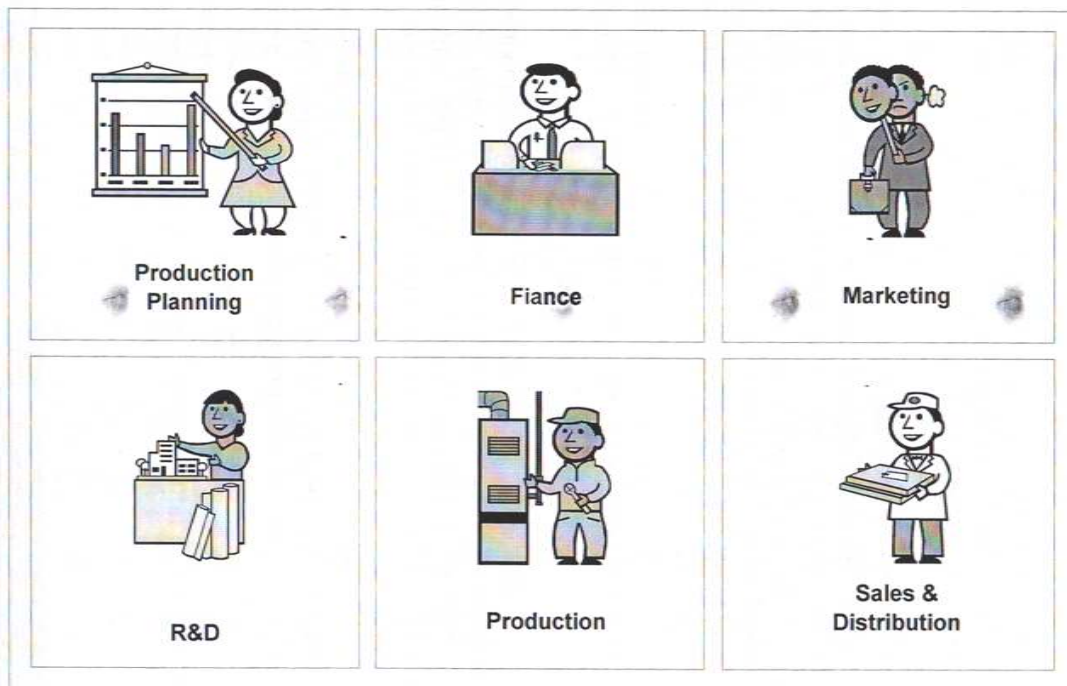 Production
Planning
Fiance
Marketing
R&D
Production
Sales &
Distribution